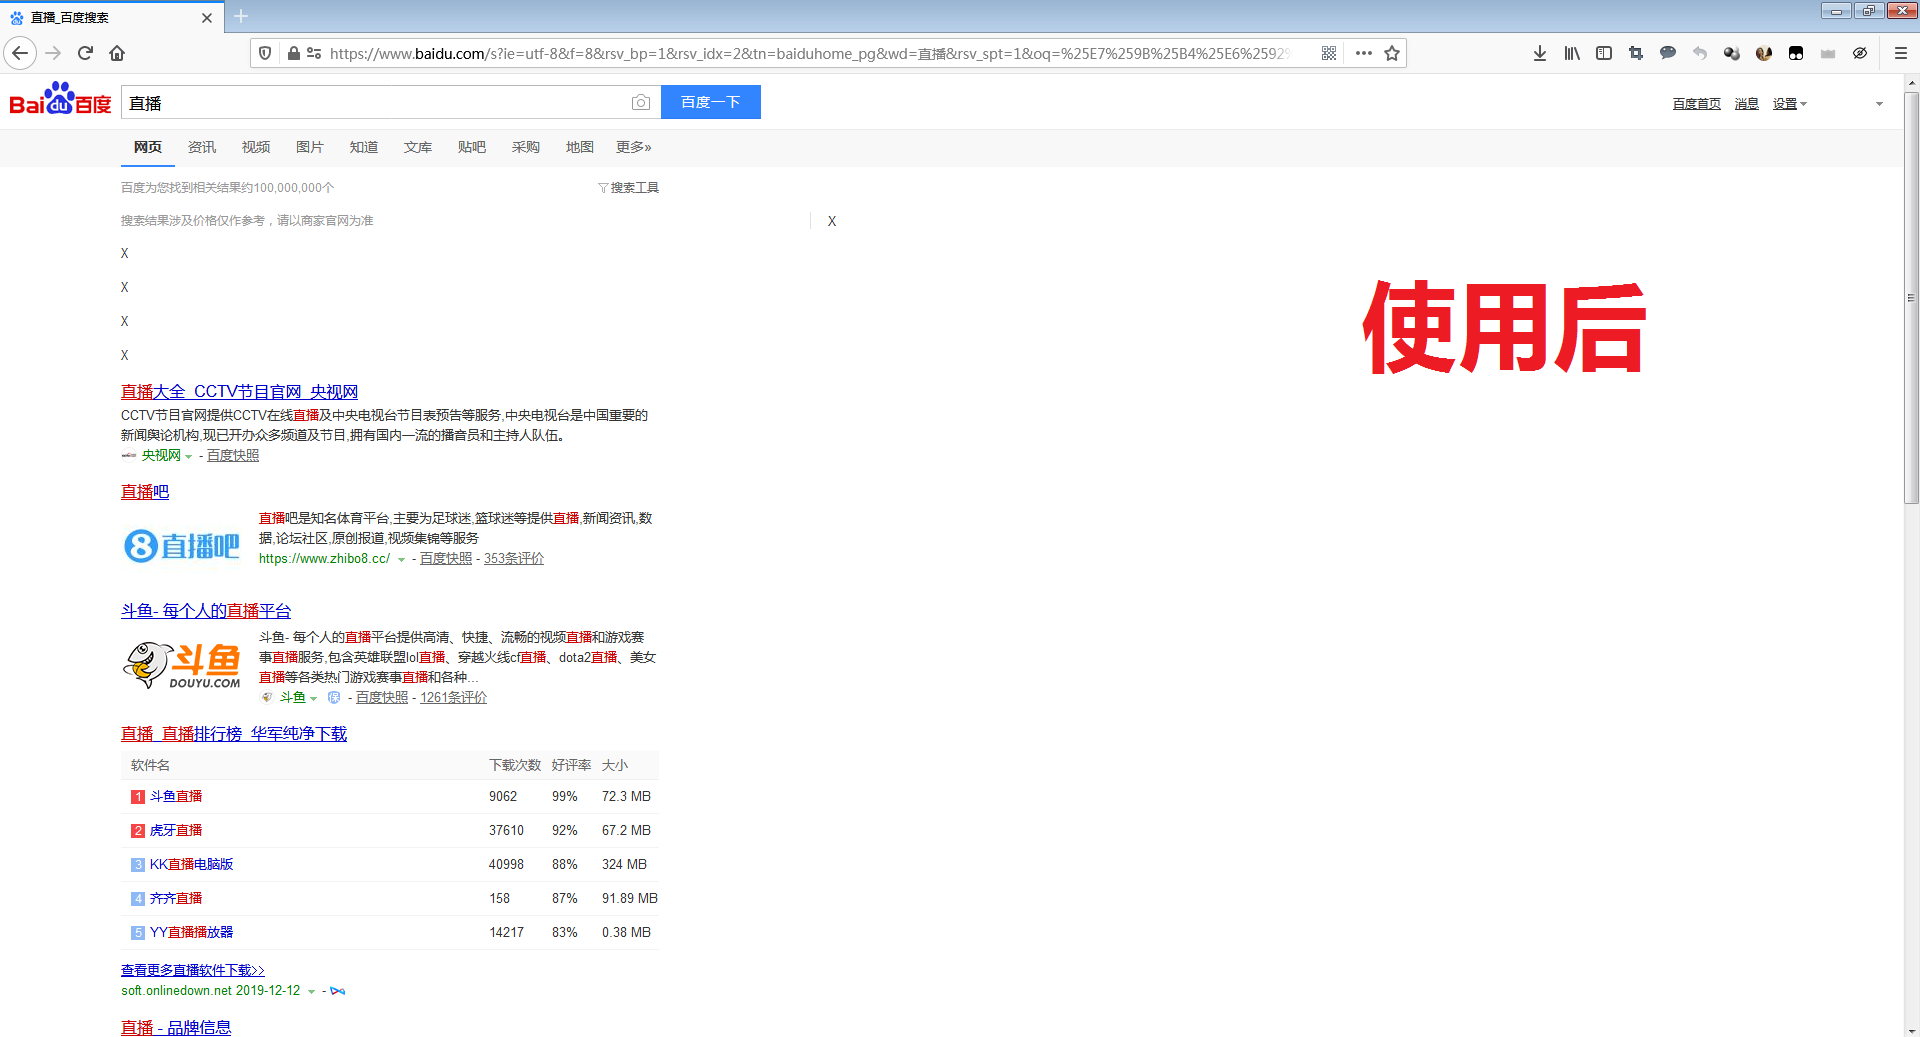 直播_百度搜索
https://www.baidu.com/s?ie=utf-8&f=8&rsv_bp=1&rsv_idx=2&tn=baiduhome_pg&wd=直播&rsv_spt=1&oq=%25E7%259B%25B4%25E6%2592
Bai du 百度 直播 百度一下 百度首页 消息 设置
网页 资讯 视频 图片 知道 文库 贴吧 采购 地图 更多»
百度为您找到相关结果约100,000,000个 搜索工具
搜索结果涉及价格仅作参考，请以商家官网为准 X
X
X
X
X
使用后
直播大全_CCTV节目官网_央视网
CCTV节目官网提供CCTV在线直播及中央电视台节目表预告等服务,中央电视台是中国重要的
新闻舆论机构,现已开办众多频道及节目,拥有国内一流的播音员和主持人队伍。
央视网 - 百度快照
直播吧
8直播吧
直播吧是知名体育平台,主要为足球迷,篮球迷等提供直播,新闻资讯,数
据,论坛社区,原创报道,视频集锦等服务
https://www.zhibo8.cc/ - 百度快照 - 353条评价
斗鱼- 每个人的直播平台
斗鱼
DOUYU.COM
斗鱼- 每个人的直播平台提供高清、快捷、流畅的视频直播和游戏赛
事直播服务,包含英雄联盟lol直播、穿越火线cf直播、dota2直播、美女
直播等各类热门游戏赛事直播和各种...
斗鱼 保 - 百度快照 - 1261条评价
直播_直播排行榜_华军纯净下载
软件名 下载次数 好评率 大小
1 斗鱼直播 9062 99% 72.3 MB
2 虎牙直播 37610 92% 67.2 MB
3 KK直播电脑版 40998 88% 324 MB
4 齐齐直播 158 87% 91.89 MB
5 YY直播播放器 14217 83% 0.38 MB
查看更多直播软件下载>>
soft.onlinedown.net 2019-12-12 -
直播 - 品牌信息